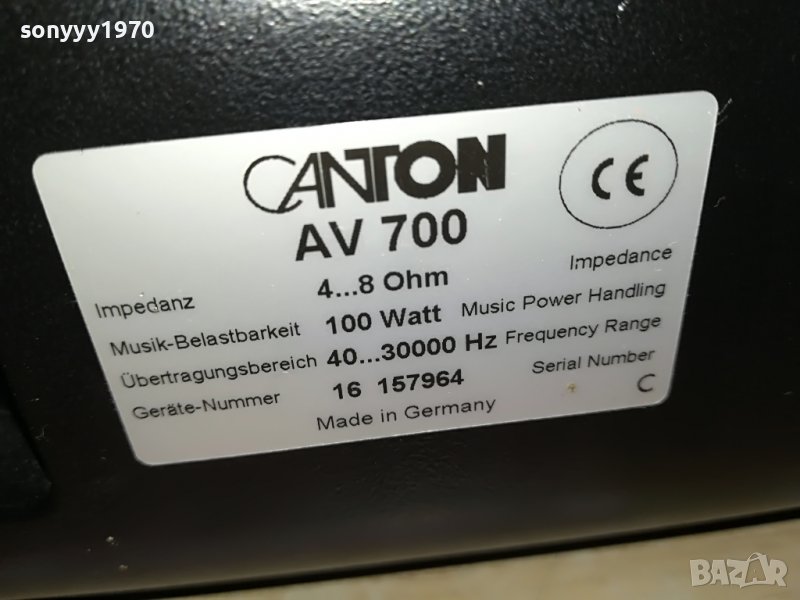 sonyyy1970
CANTON
CE
AV 700
Impedanz 4...8 Ohm Impedance
Musik-Belastbarkeit 100 Watt Music Power Handling
Übertragungsbereich 40...30000 Hz Frequency Range
Geräte-Nummer 16 157964 Serial Number
Made in Germany C
BAZAR